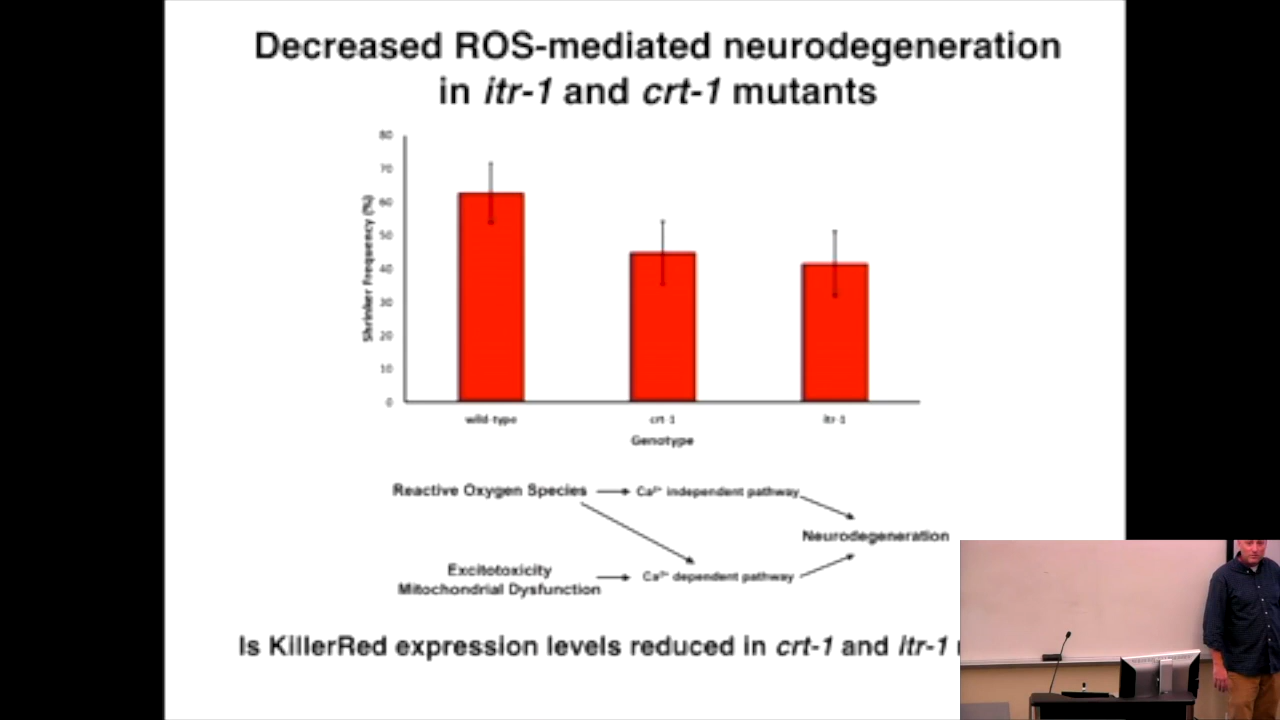 Decreased ROS-mediated neurodegeneration
in itr-1 and crt-1 mutants
80
70
60
50
40
30
20
10
0
Shrinker Frequency (%)
wild-type crt-1 itr-1
Genotype
Reactive Oxygen Species Ca²⁺ independent pathway
Neurodegeneration
Excitotoxicity
Mitochondrial Dysfunction
Ca²⁺ dependent pathway
Is KillerRed expression levels reduced in crt-1 and itr-1